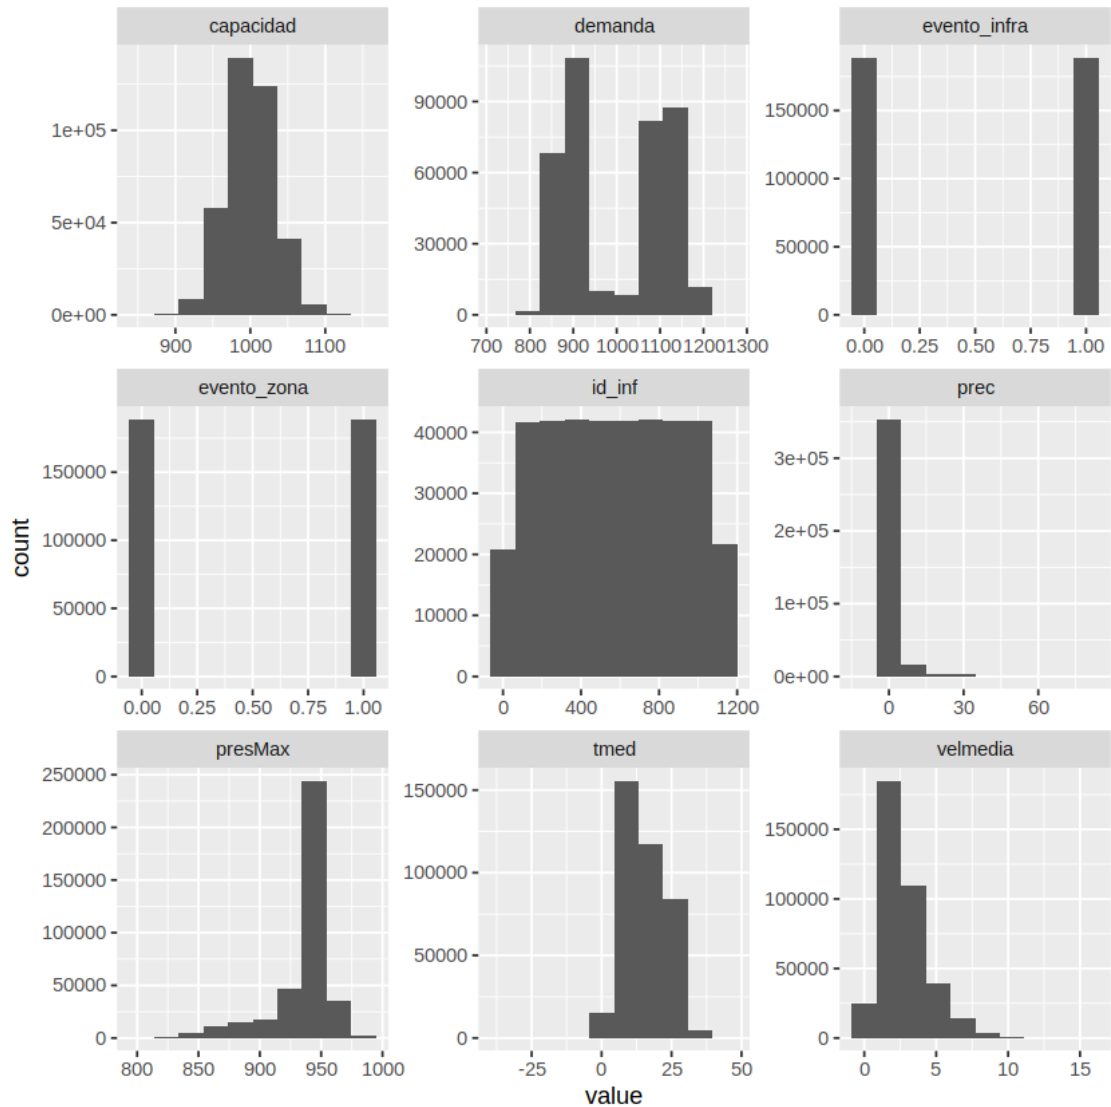 capacidad
demanda
evento_infra
1e+05
5e+04
0e+00
900 1000 1100
90000
60000
30000
0
700 800 900 1000 1100 1200 1300
150000
100000
50000
0
0.00 0.25 0.50 0.75 1.00
evento_zona
id_inf
prec
150000
100000
50000
0
0.00 0.25 0.50 0.75 1.00
40000
30000
20000
10000
0
0 400 800 1200
3e+05
2e+05
1e+05
0e+00
0 30 60
presMax
tmed
velmedia
250000
200000
150000
100000
50000
0
800 850 900 950 1000
150000
100000
50000
0
-25 0 25 50
150000
100000
50000
0
0 5 10 15
count
value